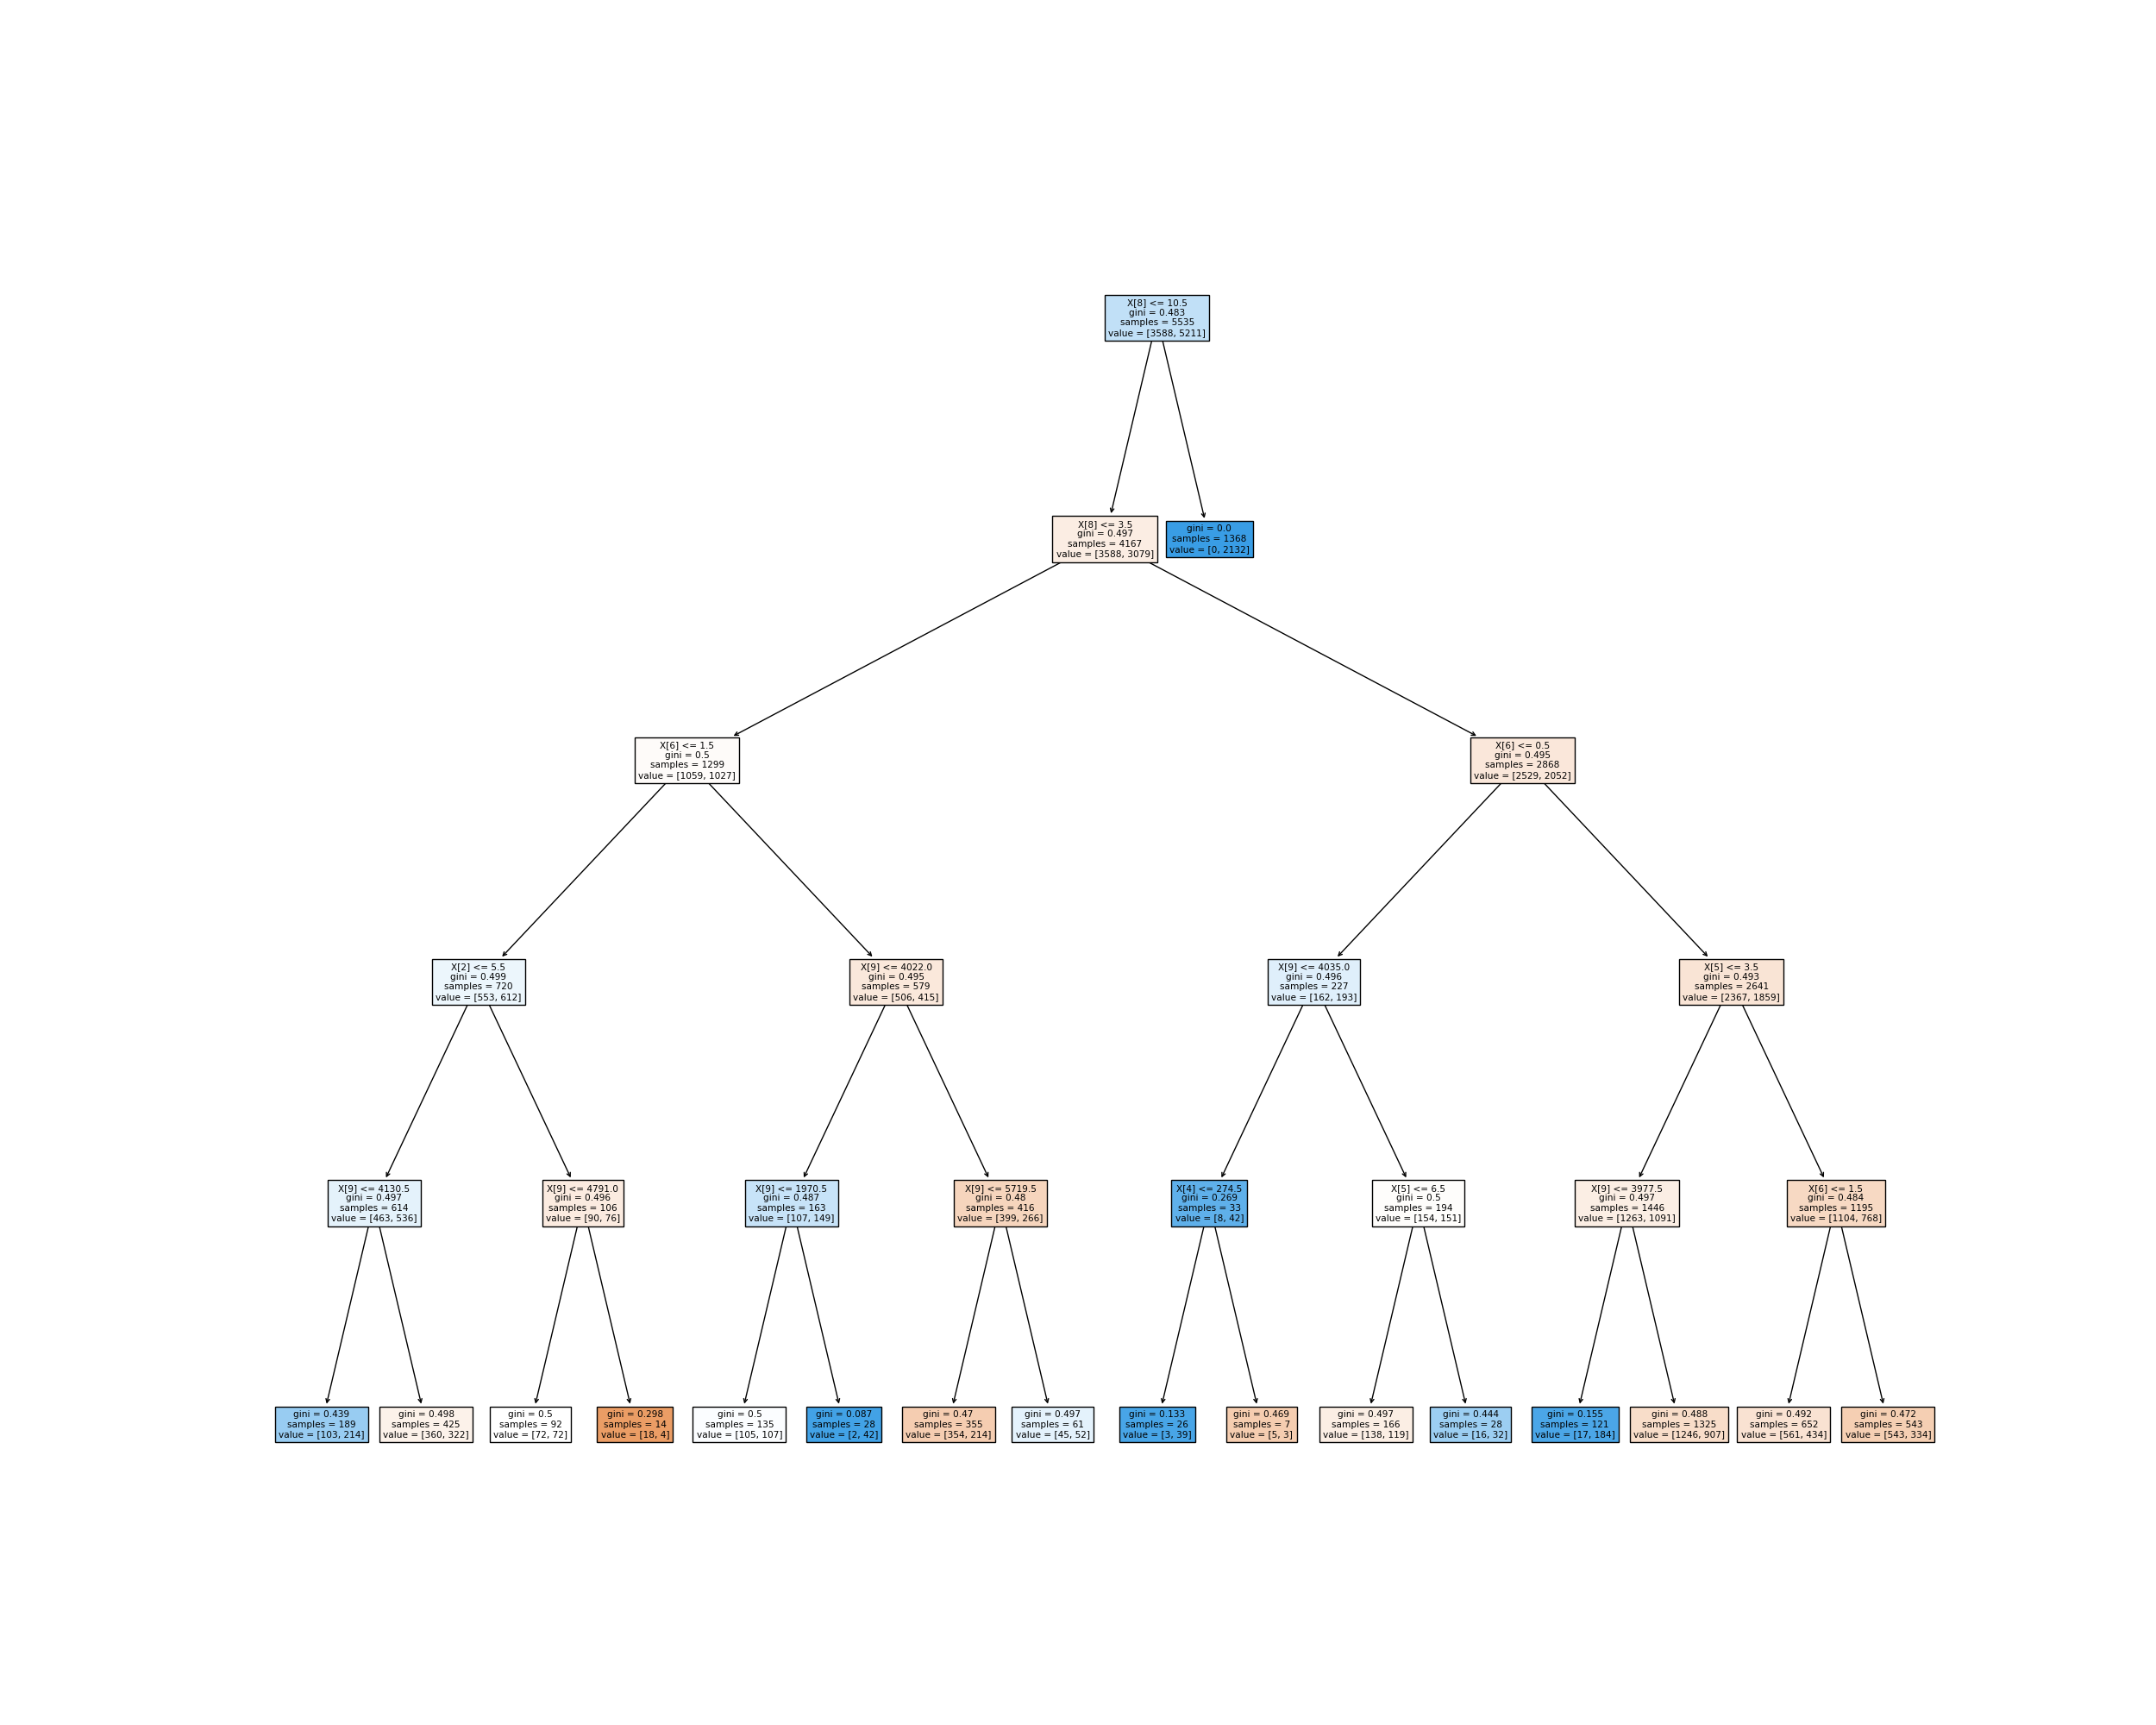 X[8] <= 10.5
gini = 0.483
samples = 5535
value = [3588, 5211]
X[8] <= 3.5
gini = 0.497
samples = 4167
value = [3588, 3079]
gini = 0.0
samples = 1368
value = [0, 2132]
X[6] <= 1.5
gini = 0.5
samples = 1299
value = [1059, 1027]
X[6] <= 0.5
gini = 0.495
samples = 2868
value = [2529, 2052]
X[2] <= 5.5
gini = 0.499
samples = 720
value = [553, 612]
X[9] <= 4022.0
gini = 0.495
samples = 579
value = [506, 415]
X[9] <= 4035.0
gini = 0.496
samples = 227
value = [162, 193]
X[5] <= 3.5
gini = 0.493
samples = 2641
value = [2367, 1859]
X[9] <= 4130.5
gini = 0.497
samples = 614
value = [463, 536]
X[9] <= 4791.0
gini = 0.496
samples = 106
value = [90, 76]
X[9] <= 1970.5
gini = 0.487
samples = 163
value = [107, 149]
X[9] <= 5719.5
gini = 0.48
samples = 416
value = [399, 266]
X[4] <= 274.5
gini = 0.269
samples = 33
value = [8, 42]
X[5] <= 6.5
gini = 0.5
samples = 194
value = [154, 151]
X[9] <= 3977.5
gini = 0.497
samples = 1446
value = [1263, 1091]
X[6] <= 1.5
gini = 0.484
samples = 1195
value = [1104, 768]
gini = 0.439
samples = 189
value = [103, 214]
gini = 0.498
samples = 425
value = [360, 322]
gini = 0.5
samples = 92
value = [72, 72]
gini = 0.298
samples = 14
value = [18, 4]
gini = 0.5
samples = 135
value = [105, 107]
gini = 0.087
samples = 28
value = [2, 42]
gini = 0.47
samples = 355
value = [354, 214]
gini = 0.497
samples = 61
value = [45, 52]
gini = 0.133
samples = 26
value = [3, 39]
gini = 0.469
samples = 7
value = [5, 3]
gini = 0.497
samples = 166
value = [138, 119]
gini = 0.444
samples = 28
value = [16, 32]
gini = 0.155
samples = 121
value = [17, 184]
gini = 0.488
samples = 1325
value = [1246, 907]
gini = 0.492
samples = 652
value = [561, 434]
gini = 0.472
samples = 543
value = [543, 334]